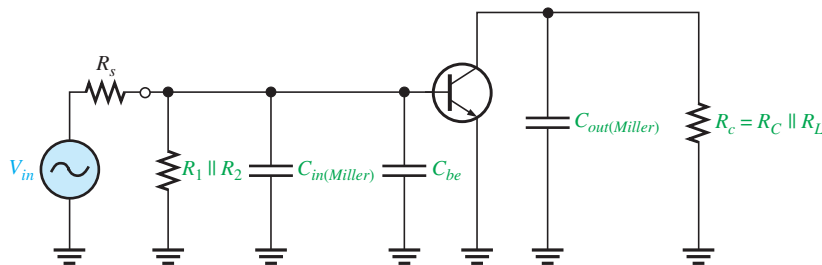 R_s
V_in
R_1 || R_2
C_in(Miller)
C_be
C_out(Miller)
R_c = R_C || R_L